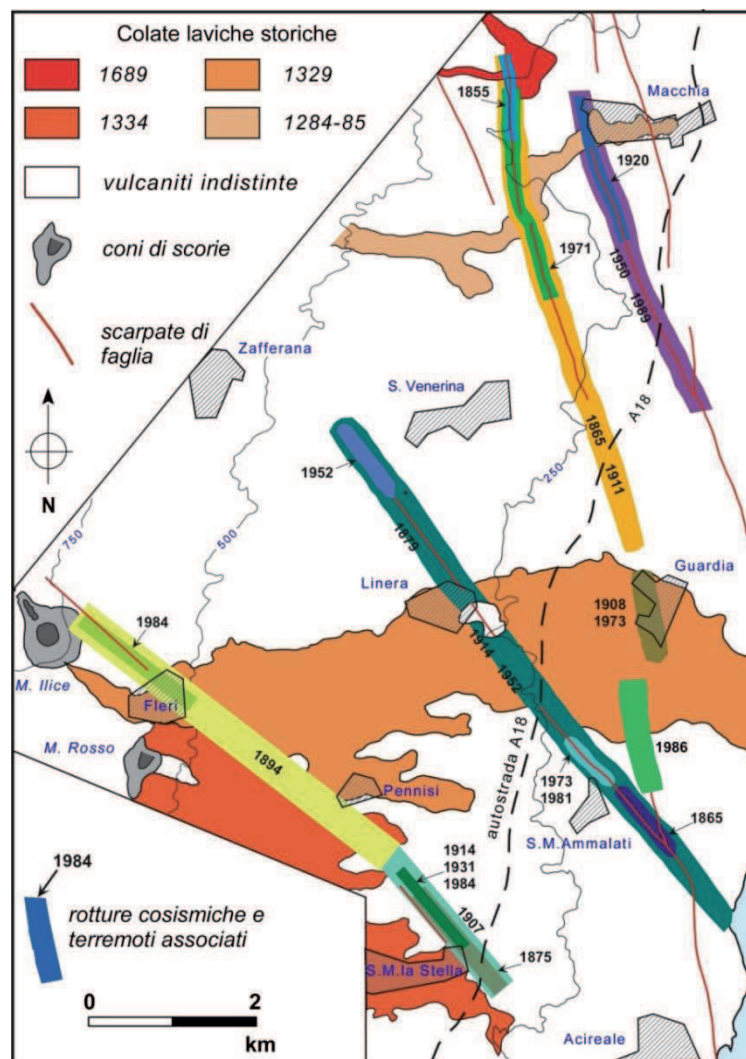 Colate laviche storiche
1689
1329
1334
1284-85
vulcaniti indistinte
coni di scorie
scarpate di
faglia
N
1855
Macchia
1920
1971
1950
1989
Zafferana
S. Venerina
A18
1865
1911
250
1952
1879
500
750
Linera
Guardia
1908
1973
1984
1914
1952
M. Ilice
Fleri
M. Rosso
1986
1894
Pennisi
autostrada A18
1973
1981
1865
S.M.Ammalati
1984
rotture cosismiche e
terremoti associati
1914
1931
1984
1907
1875
S.M.la Stella
0
2
km
Acireale